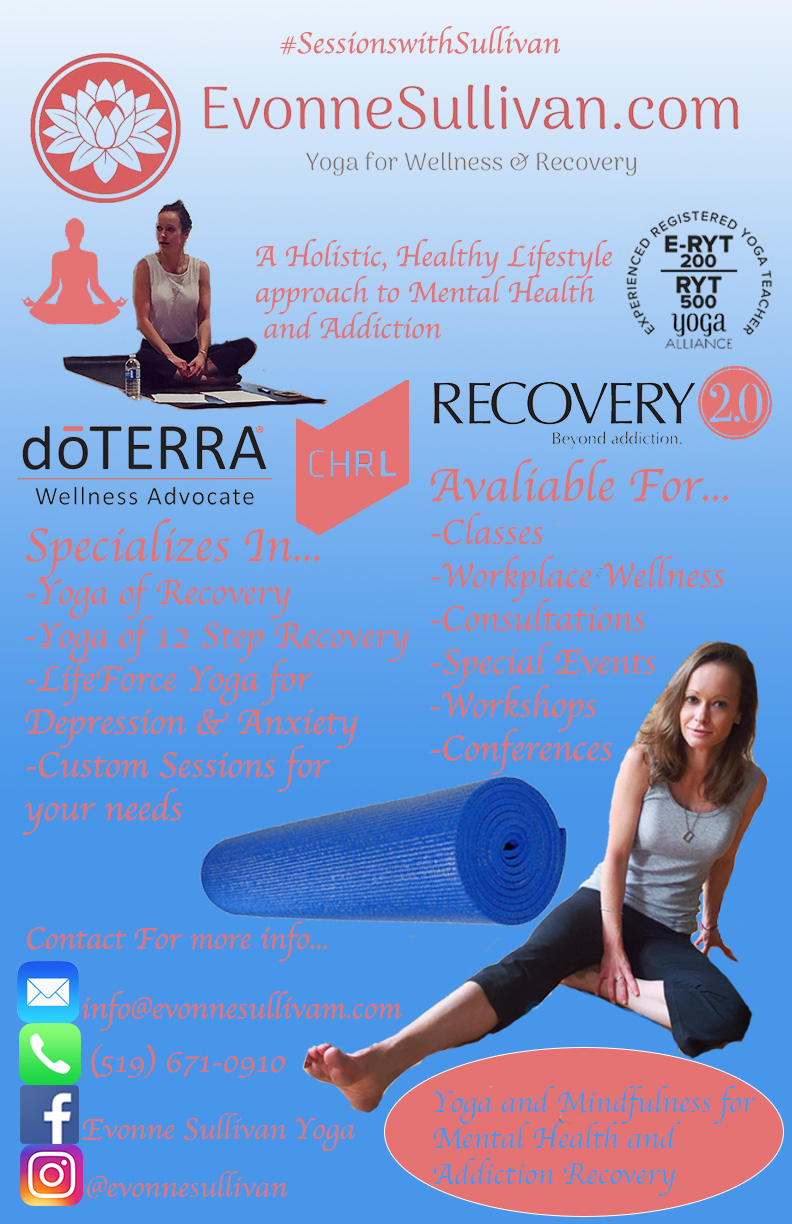 #SessionswithSullivan
EvonneSullivan.com
Yoga for Wellness & Recovery
A Holistic, Healthy Lifestyle
approach to Mental Health
and Addiction
EXPERIENCED REGISTERED YOGA TEACHER
E-RYT
200
RYT
500
yoga
ALLIANCE
RECOVERY 2.0
Beyond addiction.
dōTERRA®
Wellness Advocate
CHRL
Specializes In...
-Yoga of Recovery
-Yoga of 12 Step Recovery
-LifeForce Yoga for
Depression & Anxiety
-Custom Sessions for
your needs
Avaliable For...
-Classes
-Workplace Wellness
-Consultations
-Special Events
-Workshops
-Conferences
Contact For more info...
info@evonnesullivam.com
(519) 671-0910
Evonne Sullivan Yoga
@evonnesullivan
Yoga and Mindfulness for
Mental Health and
Addiction Recovery